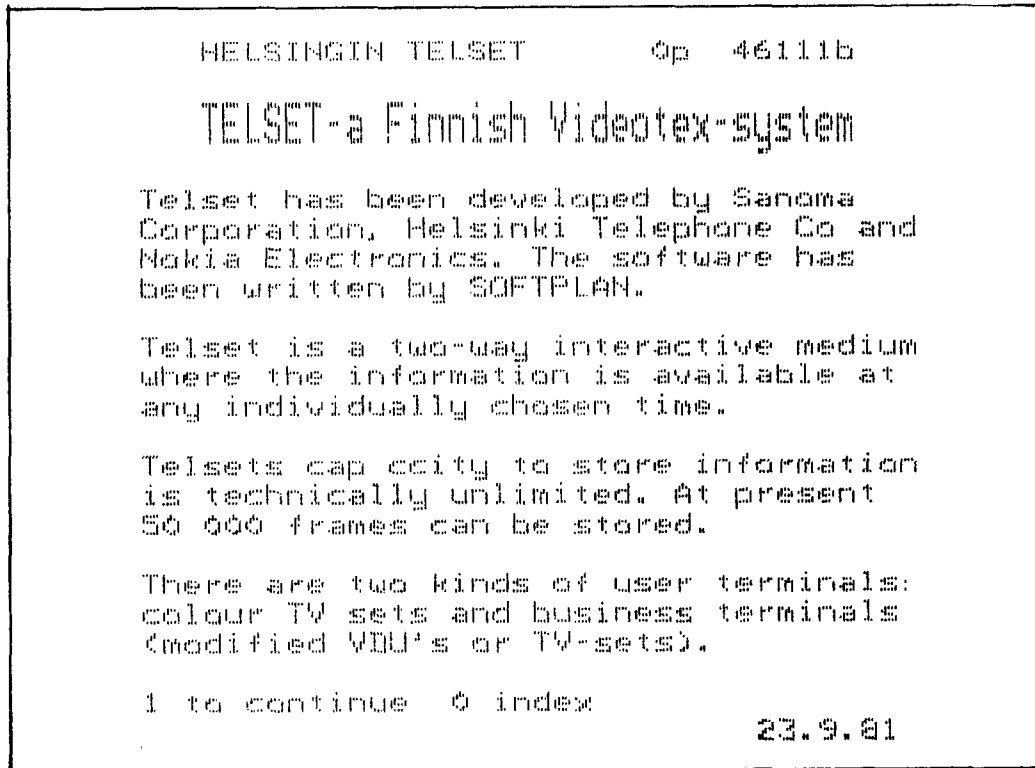 HELSINGIN TELSET 0p 46111b
TELSET-a Finnish Videotex-system
Telset has been developed by Sanoma
Corporation, Helsinki Telephone Co and
Nokia Electronics. The software has
been written by SOFTPLAN.
Telset is a two-way interactive medium
where the information is available at
any individually chosen time.
Telsets cap ccity to store information
is technically unlimited. At present
50 000 frames can be stored.
There are two kinds of user terminals:
colour TV sets and business terminals
(modified VDU's or TV-sets).
1 to continue 0 index
23.9.81